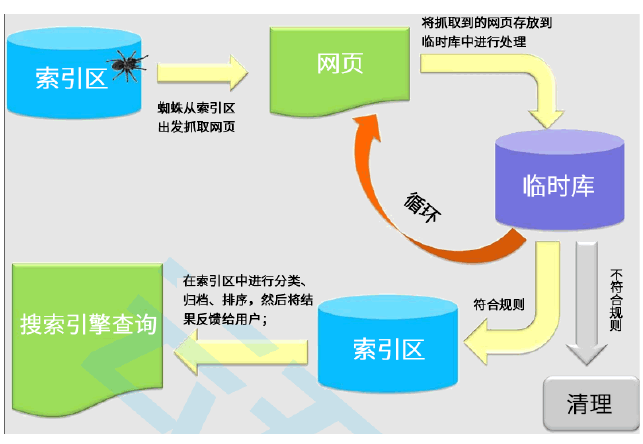 索引区
网页
将抓取到的网页存放到
临时库中进行处理
蜘蛛从索引区
出发抓取网页
循环
临时库
在索引区中进行分类、
归档、排序，然后将结
果反馈给用户；
符合规则
不符合规则
搜索引擎查询
索引区
清理